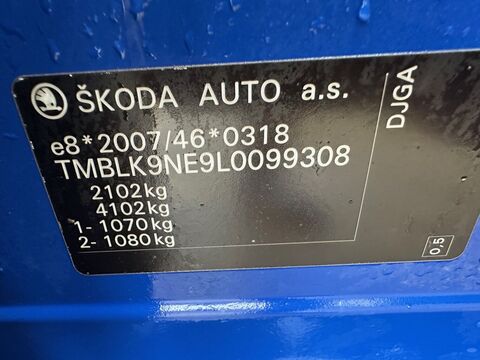 ŠKODA AUTO a.s.
e8*2007/46*0318
TMBLK9NE9L0099308
2102kg
4102kg
1- 1070kg
2- 1080kg
DJGA
0,5